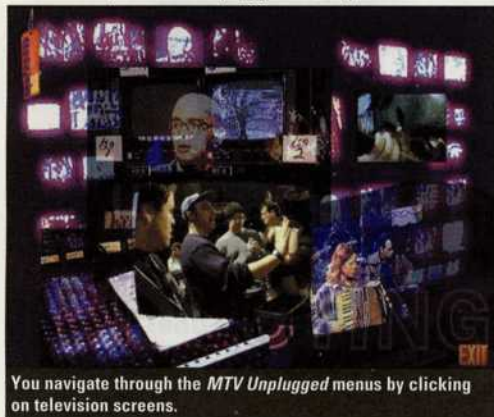 EXIT
You navigate through the MTV Unplugged menus by clicking
on television screens.